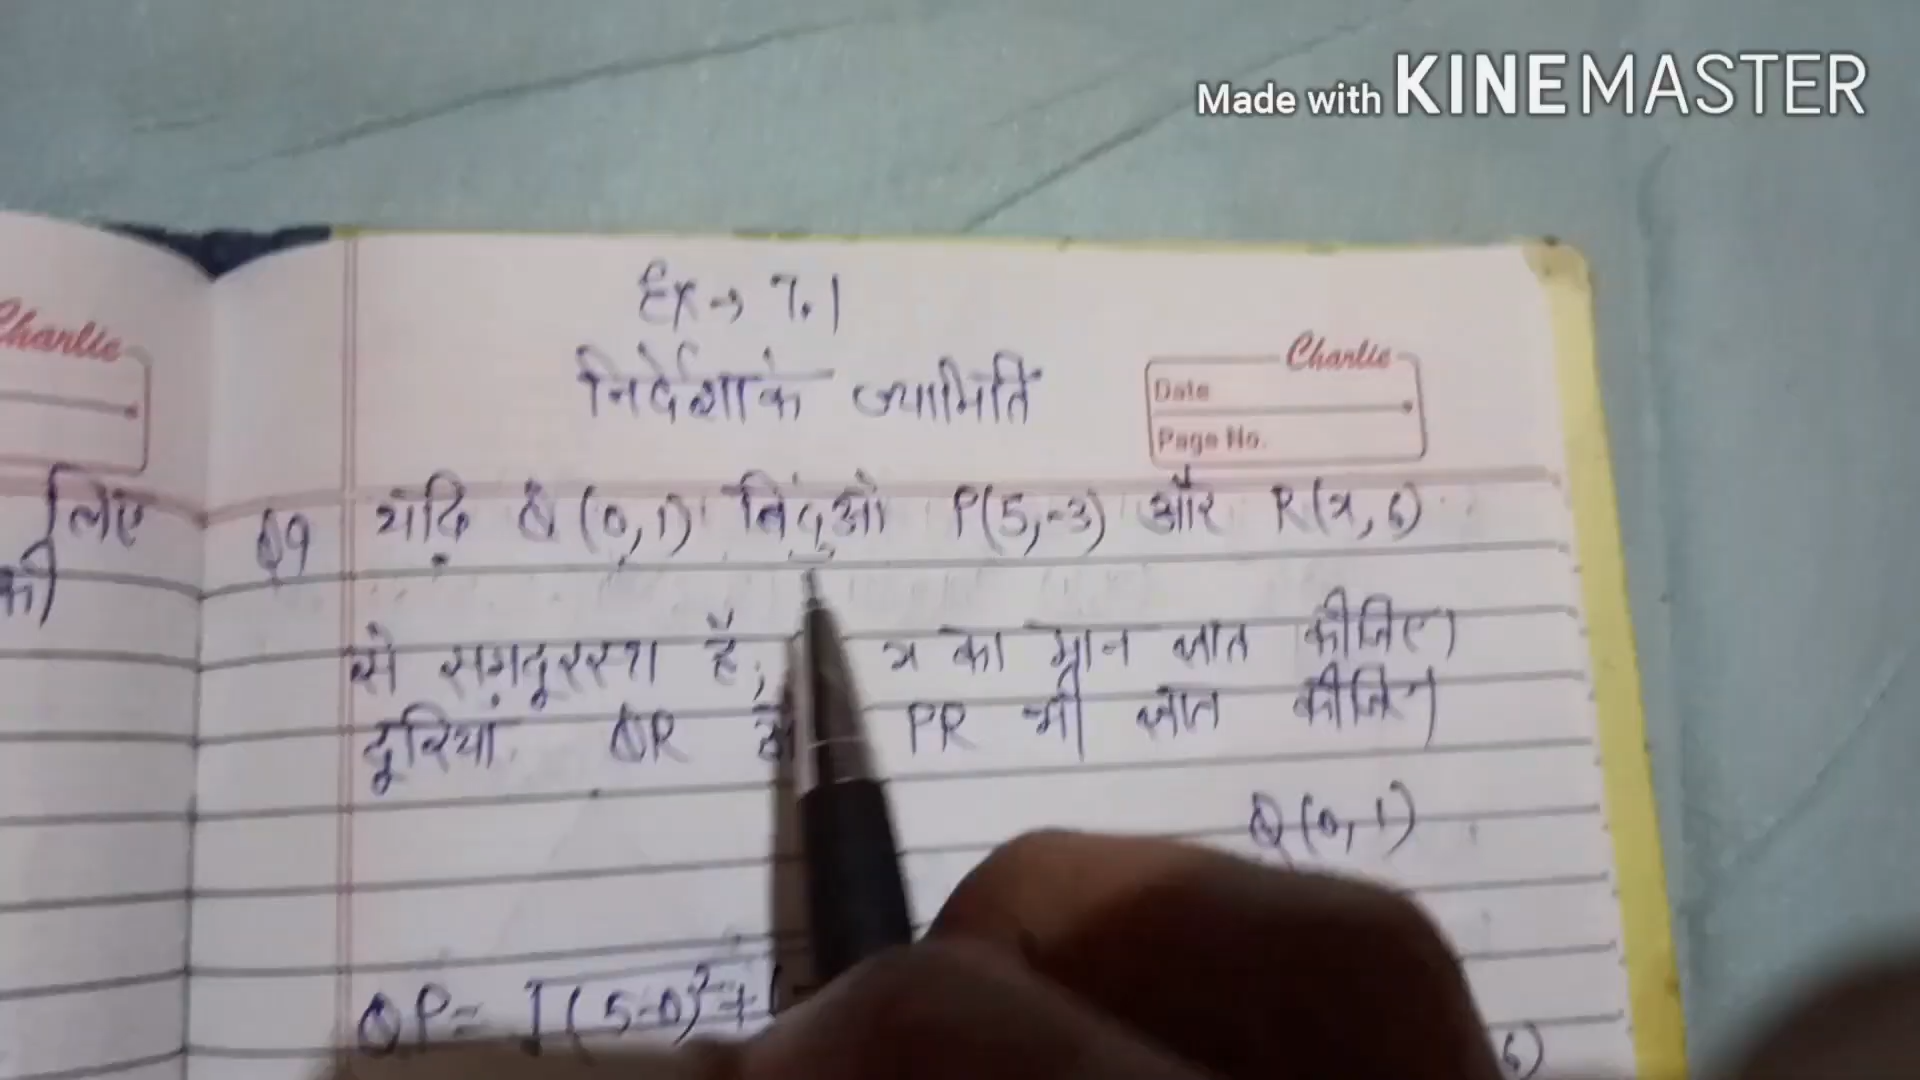 Made with KINEMASTER
Ex → 7.1
निर्देशांक ज्यामिति
Charlie
Charlie
Date
Page No.
लिए
की
Q9 यदि Q (0,1) बिंदुओ P(5,-3) और R(x, 6)
से समदूरस्थ है, x का मान ज्ञात कीजिए।
दूरिया QR PR भी ज्ञात कीजिए।
Q (0, 1)
QP = √(5-0)²+(
6)